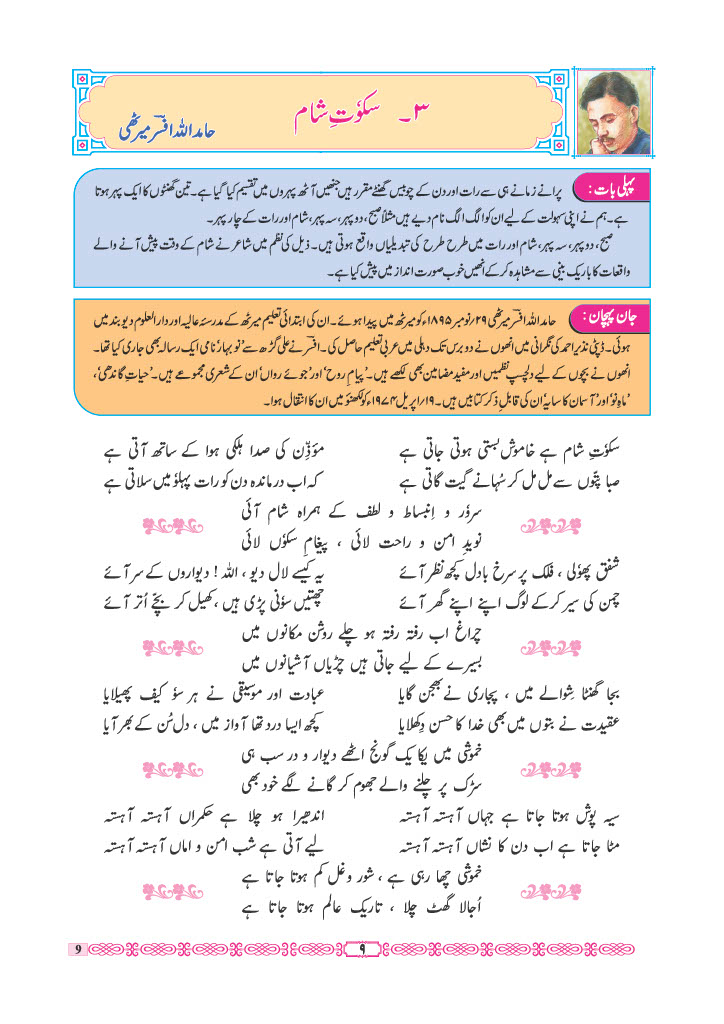 ۳۔ سکوٗتِ شام
حامد اللہ افسرؔ میرٹھی
پہلی بات : پرانے زمانے ہی سے رات اور دن کے چوبیس گھنٹے مقرر ہیں جنھیں آٹھ پہروں میں تقسیم کیا گیا ہے۔ تین گھنٹوں کا ایک پہر ہوتا
ہے۔ ہم نے اپنی سہولت کے لیے ان کو الگ الگ نام دیے ہیں مثلاً صبح، دوپہر، سہ پہر، شام اور رات کے چار پہر۔
صبح، دوپہر، سہ پہر، شام اور رات میں طرح طرح کی تبدیلیاں واقع ہوتی ہیں۔ ذیل کی نظم میں شاعر نے شام کے وقت پیش آنے والے
واقعات کا باریک بینی سے مشاہدہ کر کے انھیں خوب صورت انداز میں پیش کیا ہے۔
جان پہچان : حامد اللہ افسرؔ میرٹھی ۲۹؍نومبر ۱۸۹۵ء کو میرٹھ میں پیدا ہوئے۔ ان کی ابتدائی تعلیم میرٹھ کے مدرسۂ عالیہ اور دارالعلوم دیوبند میں
ہوئی۔ ڈپٹی نذیر احمد کی نگرانی میں انھوں نے دو برس تک دہلی میں عربی تعلیم حاصل کی۔ افسرؔ نے علی گڑھ سے 'نوبہار' نامی ایک رسالہ بھی جاری کیا تھا۔
انھوں نے بچوں کے لیے دلچسپ نظمیں اور مفید مضامین بھی لکھے ہیں۔ 'پیامِ روح' اور 'جوئے رواں' ان کے شعری مجموعے ہیں۔ 'حیاتِ گاندھی'،
'ماہِ نو' اور 'آسمان کا سایہ' ان کی قابلِ ذکر کتابیں ہیں۔ ۱۹؍اپریل ۱۹۷۴ء کو لکھنؤ میں ان کا انتقال ہوا۔
سکوٗتِ شام ہے خاموش بستی ہوتی جاتی ہے مؤذّن کی صدا ہلکی ہوا کے ساتھ آتی ہے
صبا پتّوں سے مل مل کر سُہانے گیت گاتی ہے کہ اب درماندہ دن کو رات پہلوٗ میں سلاتی ہے
سروٗر و اِنبساط و لطف کے ہمراہ شام آئی
نویدِ امن و راحت لائی ، پیغامِ سکوٗں لائی
شفق پھوٗلی ، فلک پر سرخ بادل کچھ نظر آئے یہ کیسے لال دیو ، اللہ ! دیواروں کے سر آئے
چمن کی سیر کر کے لوگ اپنے اپنے گھر آئے چھتیں سوٗنی پڑی ہیں ، کھیل کر بچّے اُتر آئے
چراغ اب رفتہ رفتہ ہو چلے روشن مکانوں میں
بسیرے کے لیے جاتی ہیں چڑیاں آشیانوں میں
بجا گھنٹا شِوالے میں ، پجاری نے بھجن گایا عبادت اور موسیقی نے ہر سوٗ کیف پھیلایا
عقیدت نے بتوں میں بھی خدا کا حسن دِکھلایا کچھ ایسا درد تھا آواز میں ، دل سُن کے بھر آیا
خموشی میں یکایک گونج اٹھے دیوار و در سب ہی
سڑک پر چلنے والے جھوم کر گانے لگے خود بھی
سیہ پوش ہوتا جاتا ہے جہاں آہستہ آہستہ اندھیرا ہو چلا ہے حکمراں آہستہ آہستہ
مٹا جاتا ہے اب دن کا نشاں آہستہ آہستہ لیے آتی ہے شب امن و اماں آہستہ آہستہ
خموشی چھا رہی ہے ، شور و غل کم ہوتا جاتا ہے
اُجالا گھٹ چلا ، تاریک عالم ہوتا جاتا ہے
۹
9